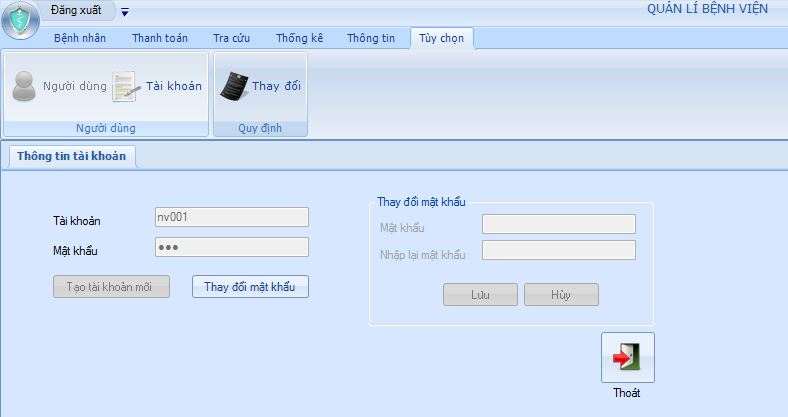 Đăng xuất
QUẢN LÍ BỆNH VIỆN
Bệnh nhân Thanh toán Tra cứu Thống kê Thông tin Tùy chọn
Người dùng Tài khoản Thay đổi
Người dùng Quy định
Thông tin tài khoản
Thay đổi mật khẩu
Tài khoản nv001
Mật khẩu
Mật khẩu •••
Nhập lại mật khẩu
Tạo tài khoản mới Thay đổi mật khẩu
Lưu Hủy
Thoát